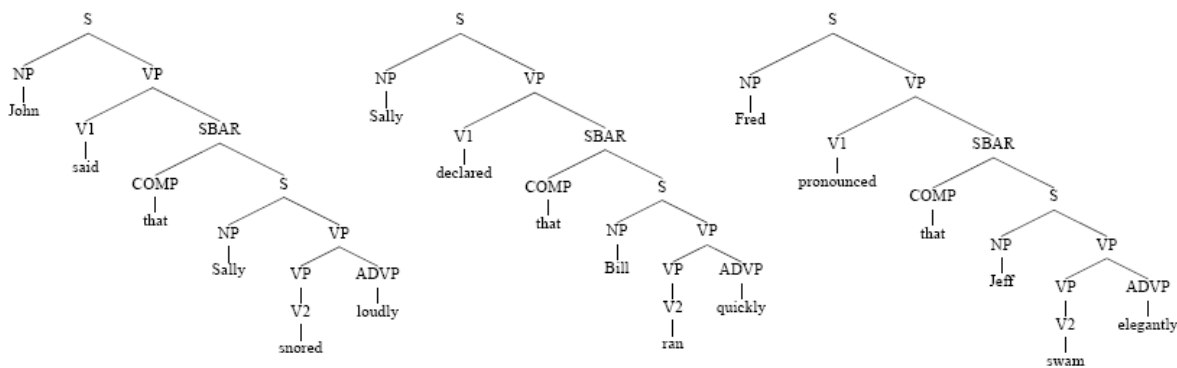 S S S
NP VP NP VP NP VP
John Sally Fred
V1 SBAR V1 SBAR V1 SBAR
said declared pronounced
COMP S COMP S COMP S
that that that
NP VP NP VP NP VP
Sally Bill Jeff
VP ADVP VP ADVP VP ADVP
V2 loudly V2 quickly V2 elegantly
snored ran swam